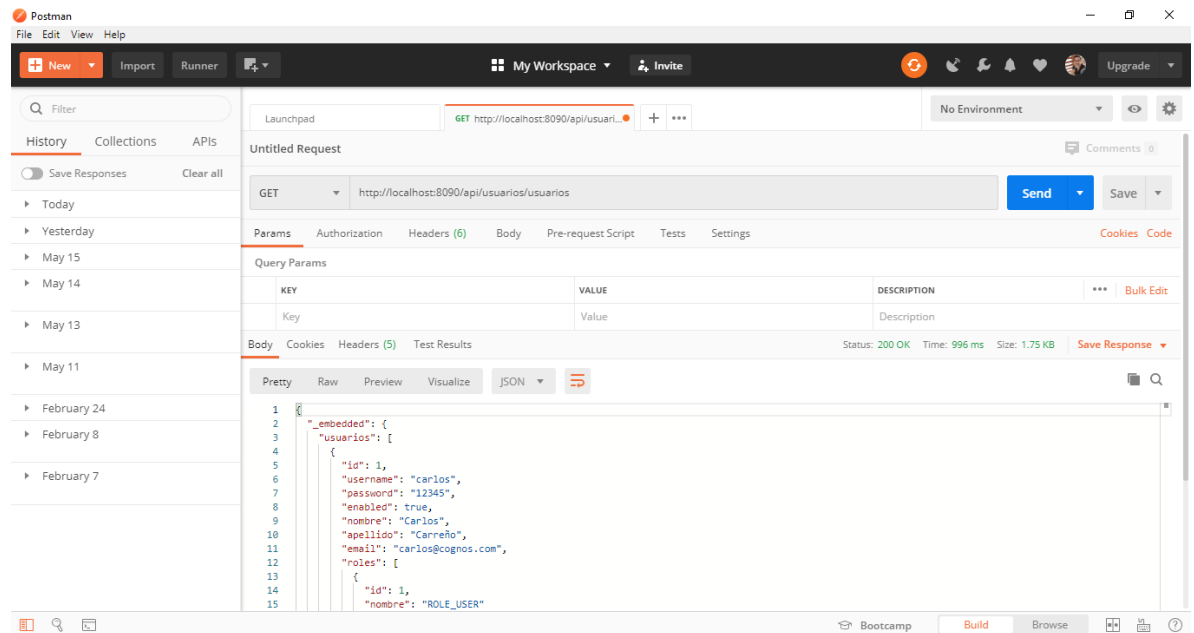 Postman
File Edit View Help
New Import Runner My Workspace Invite Upgrade
Filter
History Collections APIs
Save Responses Clear all
Today
Yesterday
May 15
May 14
May 13
May 11
February 24
February 8
February 7
Launchpad GET http://localhost:8090/api/usuari... + ••• No Environment
Untitled Request Comments 0
GET http://localhost:8090/api/usuarios/usuarios Send Save
Params Authorization Headers (6) Body Pre-request Script Tests Settings Cookies Code
Query Params
KEY VALUE DESCRIPTION ••• Bulk Edit
Key Value Description
Body Cookies Headers (5) Test Results Status: 200 OK Time: 996 ms Size: 1.75 KB Save Response
Pretty Raw Preview Visualize JSON
1 {
2 "_embedded": {
3 "usuarios": [
4 {
5 "id": 1,
6 "username": "carlos",
7 "password": "12345",
8 "enabled": true,
9 "nombre": "Carlos",
10 "apellido": "Carreño",
11 "email": "carlos@cognos.com",
12 "roles": [
13 {
14 "id": 1,
15 "nombre": "ROLE_USER"
Bootcamp Build Browse